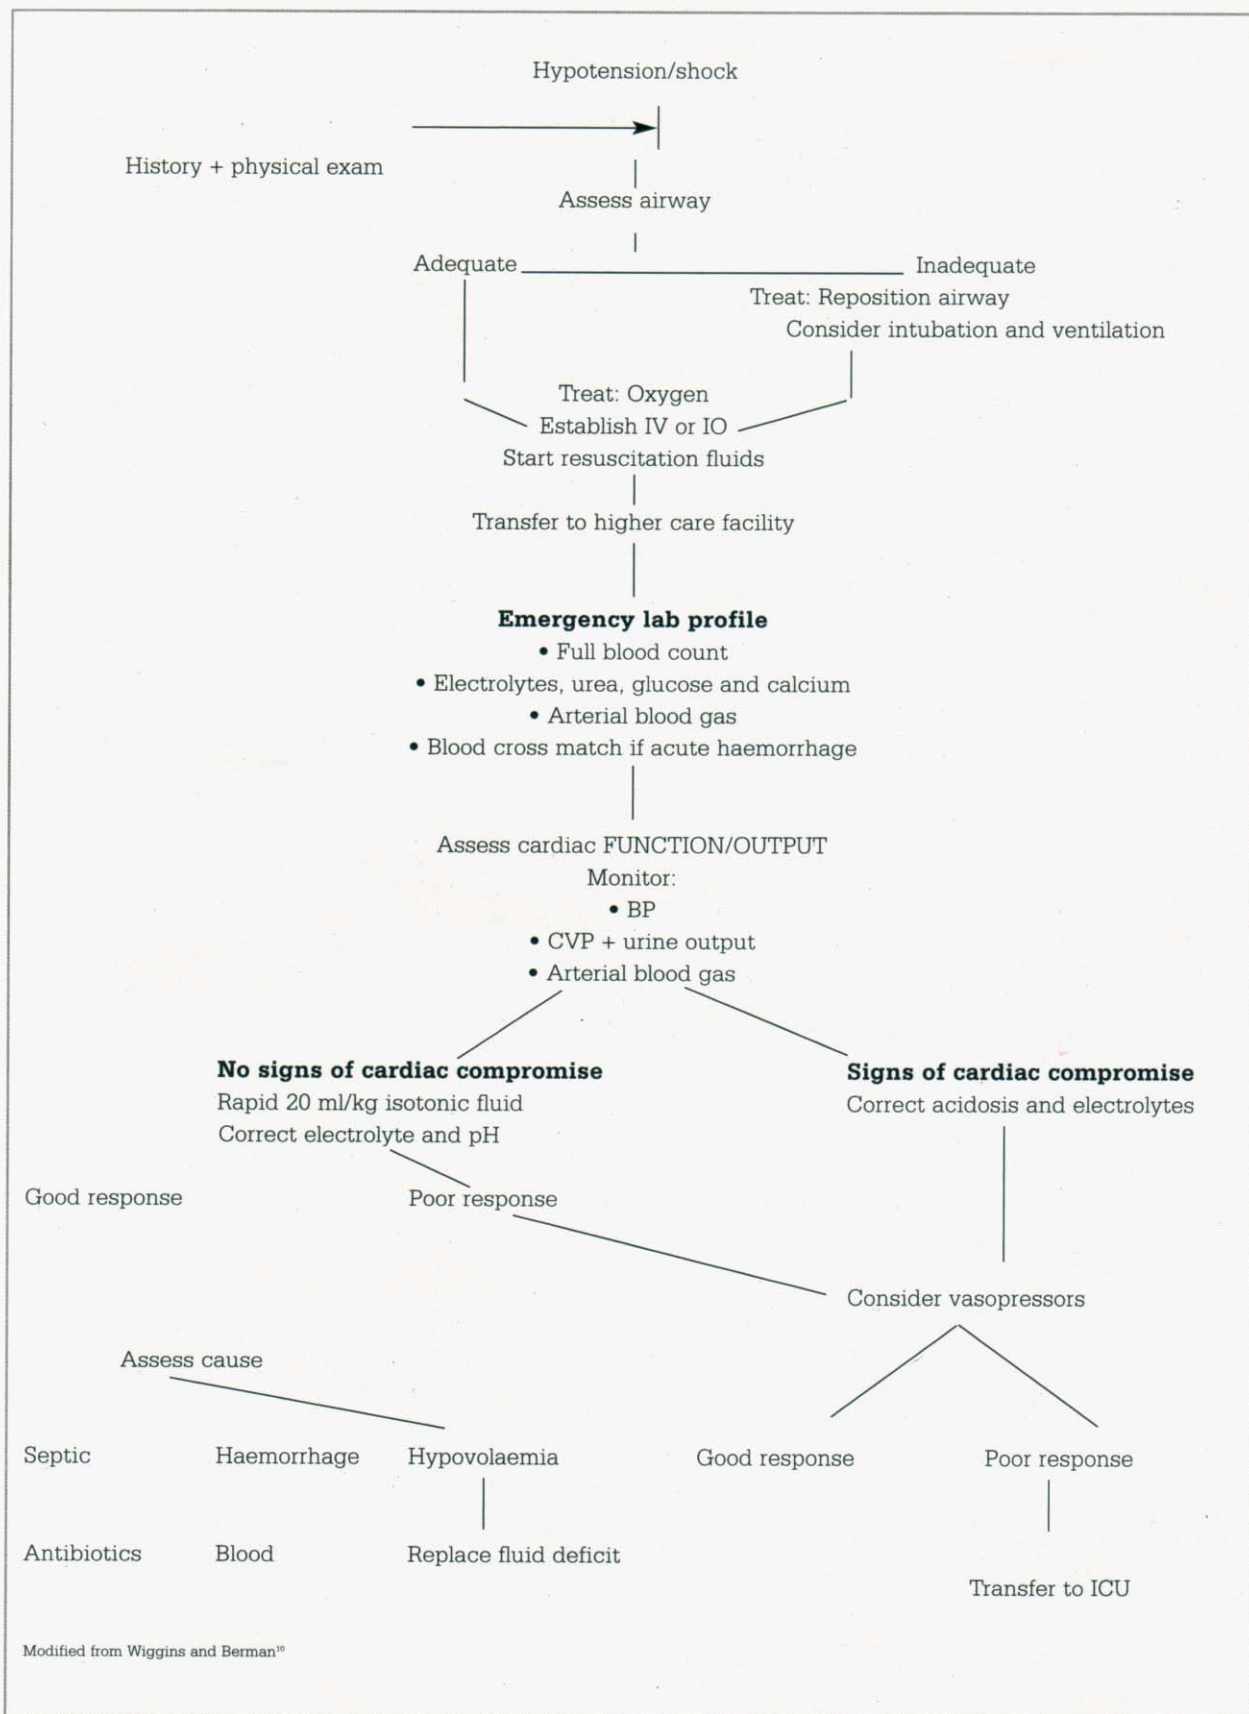 Hypotension/shock
History + physical exam
Assess airway
Adequate Inadequate
Treat: Reposition airway
Consider intubation and ventilation
Treat: Oxygen
Establish IV or IO
Start resuscitation fluids
Transfer to higher care facility
Emergency lab profile
• Full blood count
• Electrolytes, urea, glucose and calcium
• Arterial blood gas
• Blood cross match if acute haemorrhage
Assess cardiac FUNCTION/OUTPUT
Monitor:
• BP
• CVP + urine output
• Arterial blood gas
No signs of cardiac compromise
Rapid 20 ml/kg isotonic fluid
Correct electrolyte and pH
Signs of cardiac compromise
Correct acidosis and electrolytes
Good response Poor response
Consider vasopressors
Assess cause
Septic Haemorrhage Hypovolaemia Good response Poor response
Antibiotics Blood Replace fluid deficit
Transfer to ICU
Modified from Wiggins and Berman¹⁰